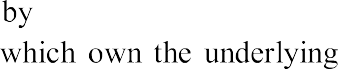 by
which own the underlying